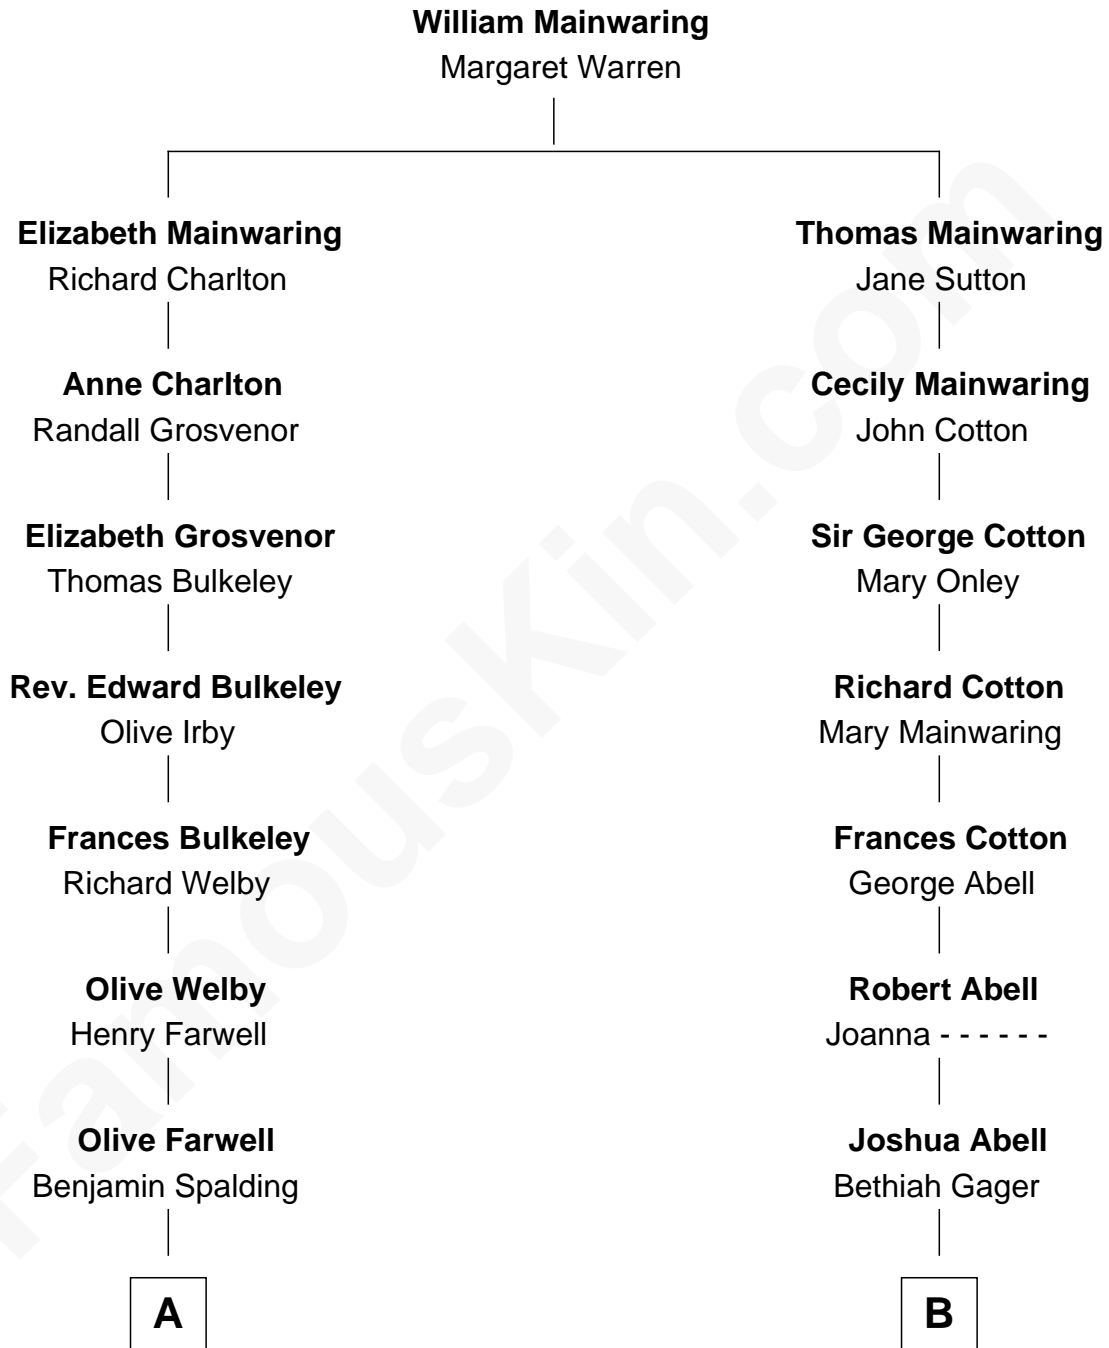 William Mainwaring
Margaret Warren
Elizabeth Mainwaring
Richard Charlton
Thomas Mainwaring
Jane Sutton
Anne Charlton
Randall Grosvenor
Cecily Mainwaring
John Cotton
Elizabeth Grosvenor
Thomas Bulkeley
Sir George Cotton
Mary Onley
Rev. Edward Bulkeley
Olive Irby
Richard Cotton
Mary Mainwaring
Frances Bulkeley
Richard Welby
Frances Cotton
George Abell
Olive Welby
Henry Farwell
Robert Abell
Joanna - - - - - -
Olive Farwell
Benjamin Spalding
Joshua Abell
Bethiah Gager
A
B
FamousKin.com